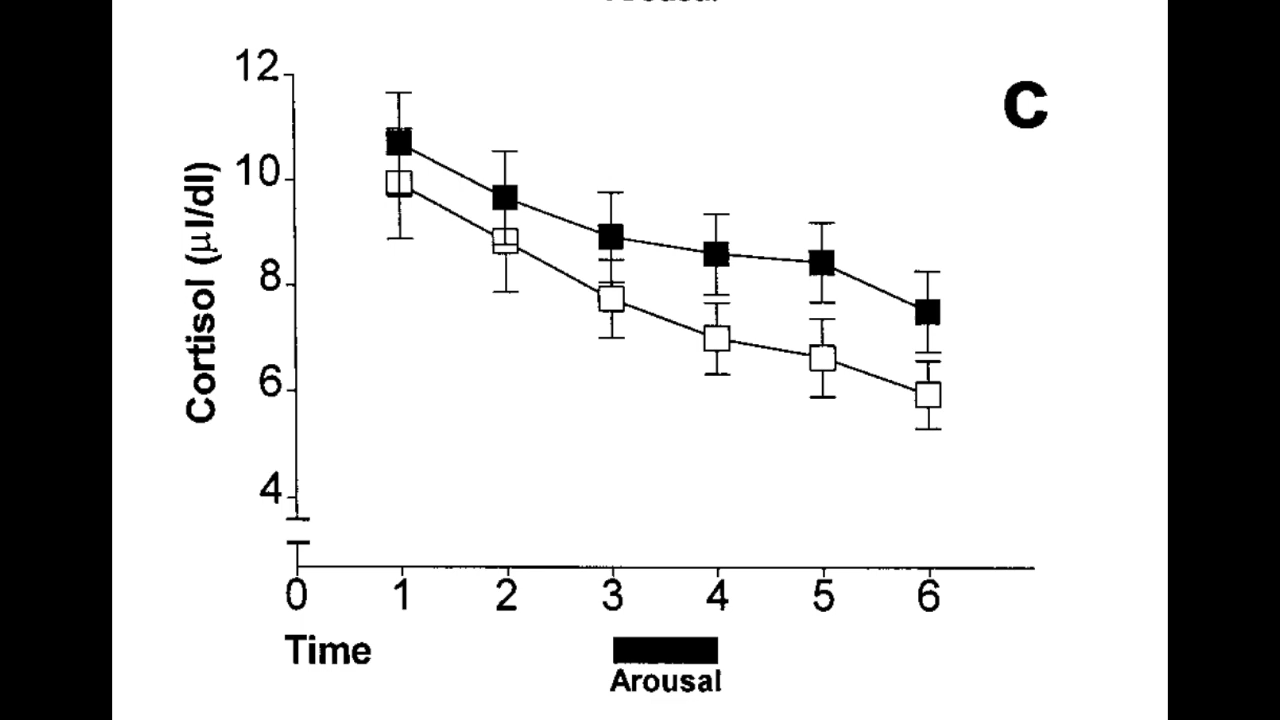 12
C
10
8
6
4
Cortisol (µl/dl)
0 1 2 3 4 5 6
Time
Arousal